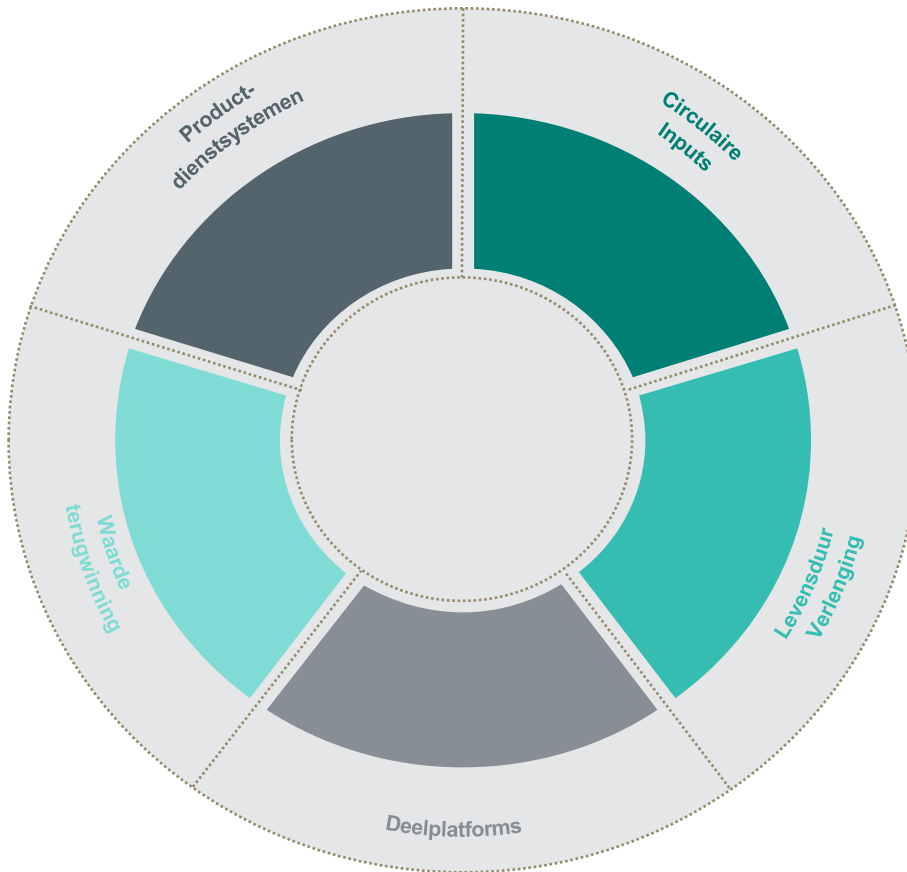 Product-
dienstsystemen
Circulaire
Inputs
Waarde
terugwinning
Levensduur
Verlenging
Deelplatforms